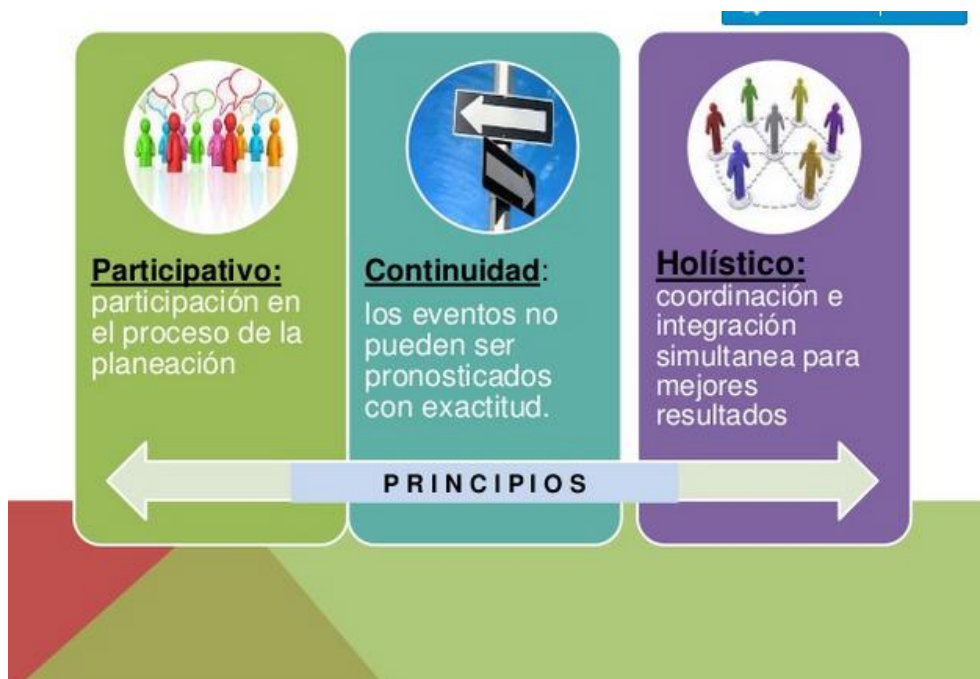 Participativo:
participación en
el proceso de la
planeación
Continuidad:
los eventos no
pueden ser
pronosticados
con exactitud.
Holístico:
coordinación e
integración
simultanea para
mejores
resultados
PRINCIPIOS